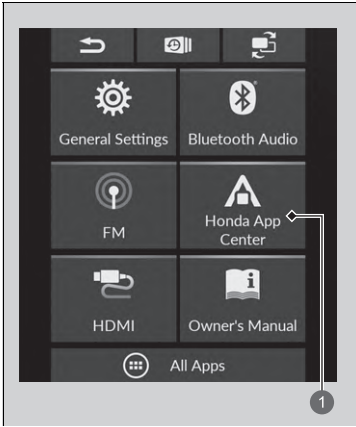 General Settings
Bluetooth Audio
FM
Honda App
Center
HDMI
Owner's Manual
All Apps
1